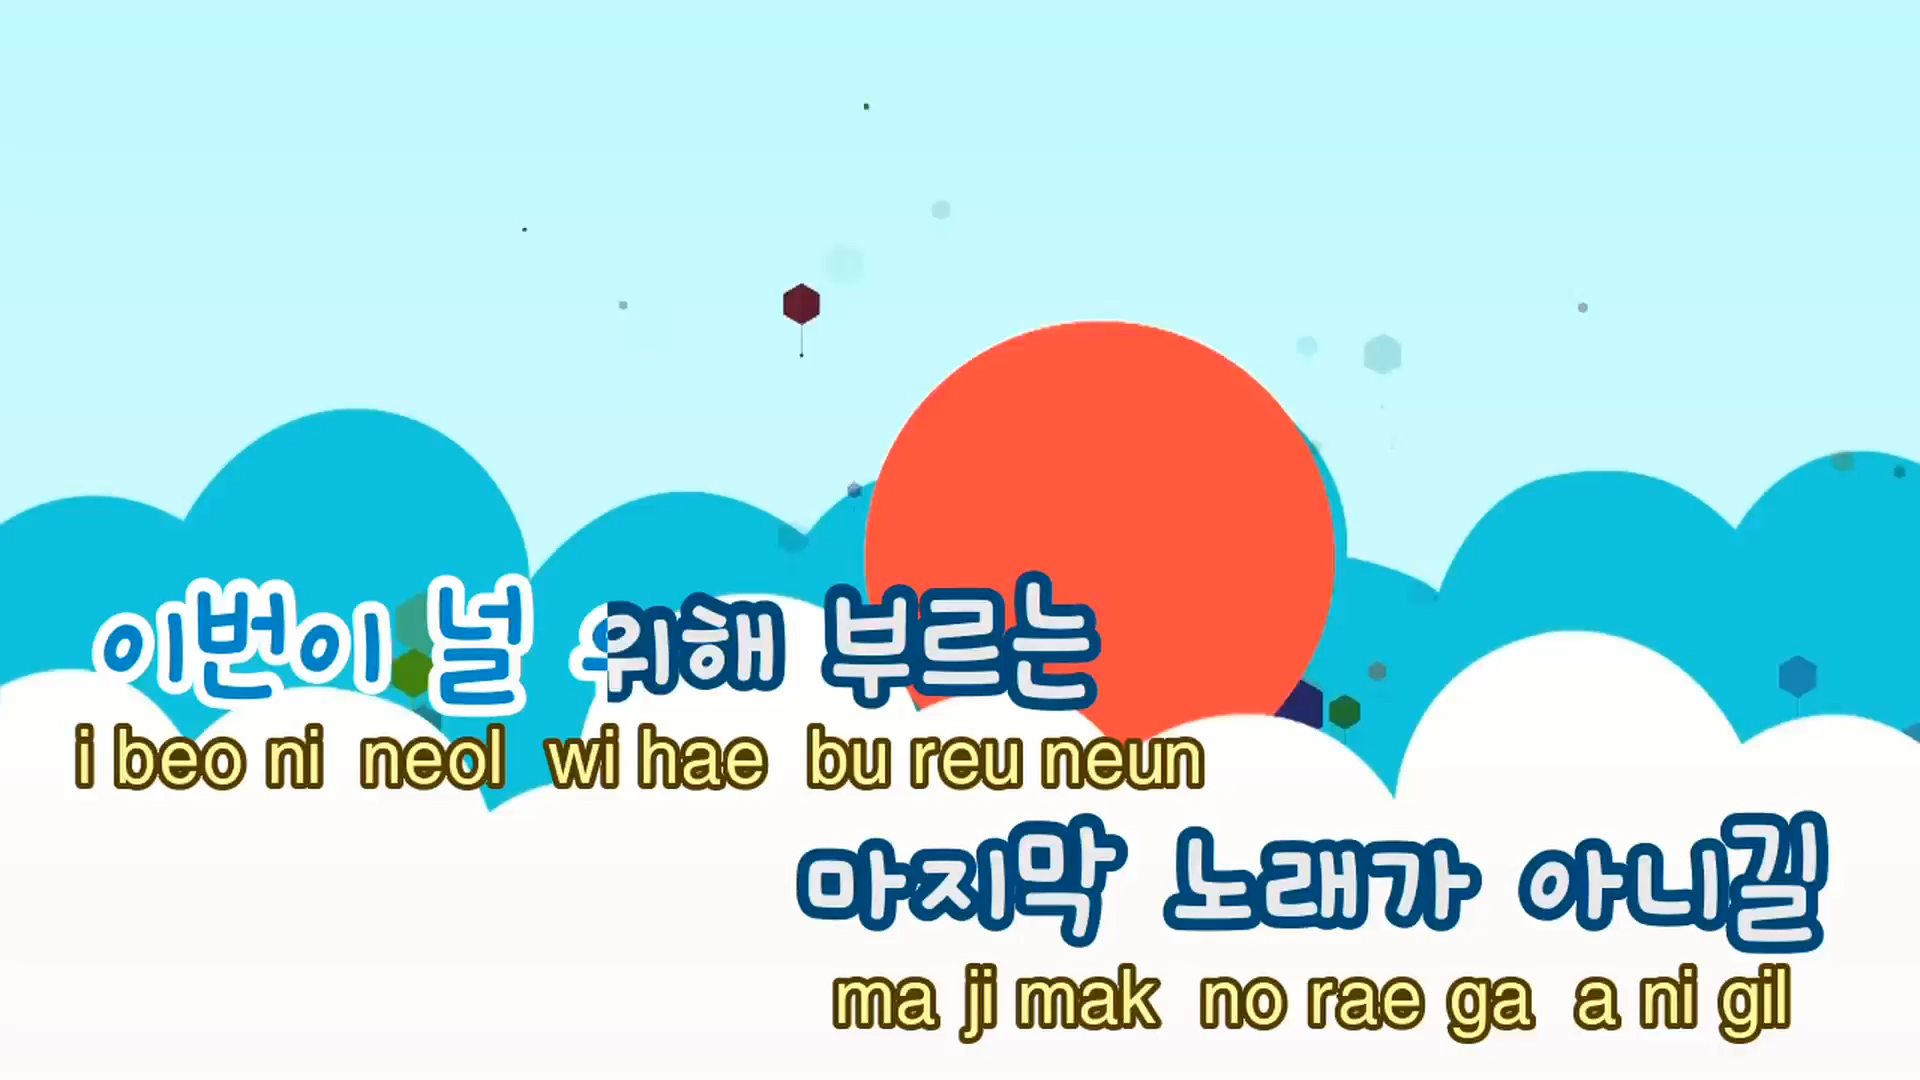 이번이 널 위해 부르는
i beo ni neol wi hae bu reu neun
마지막 노래가 아니길
ma ji mak no rae ga a ni gil